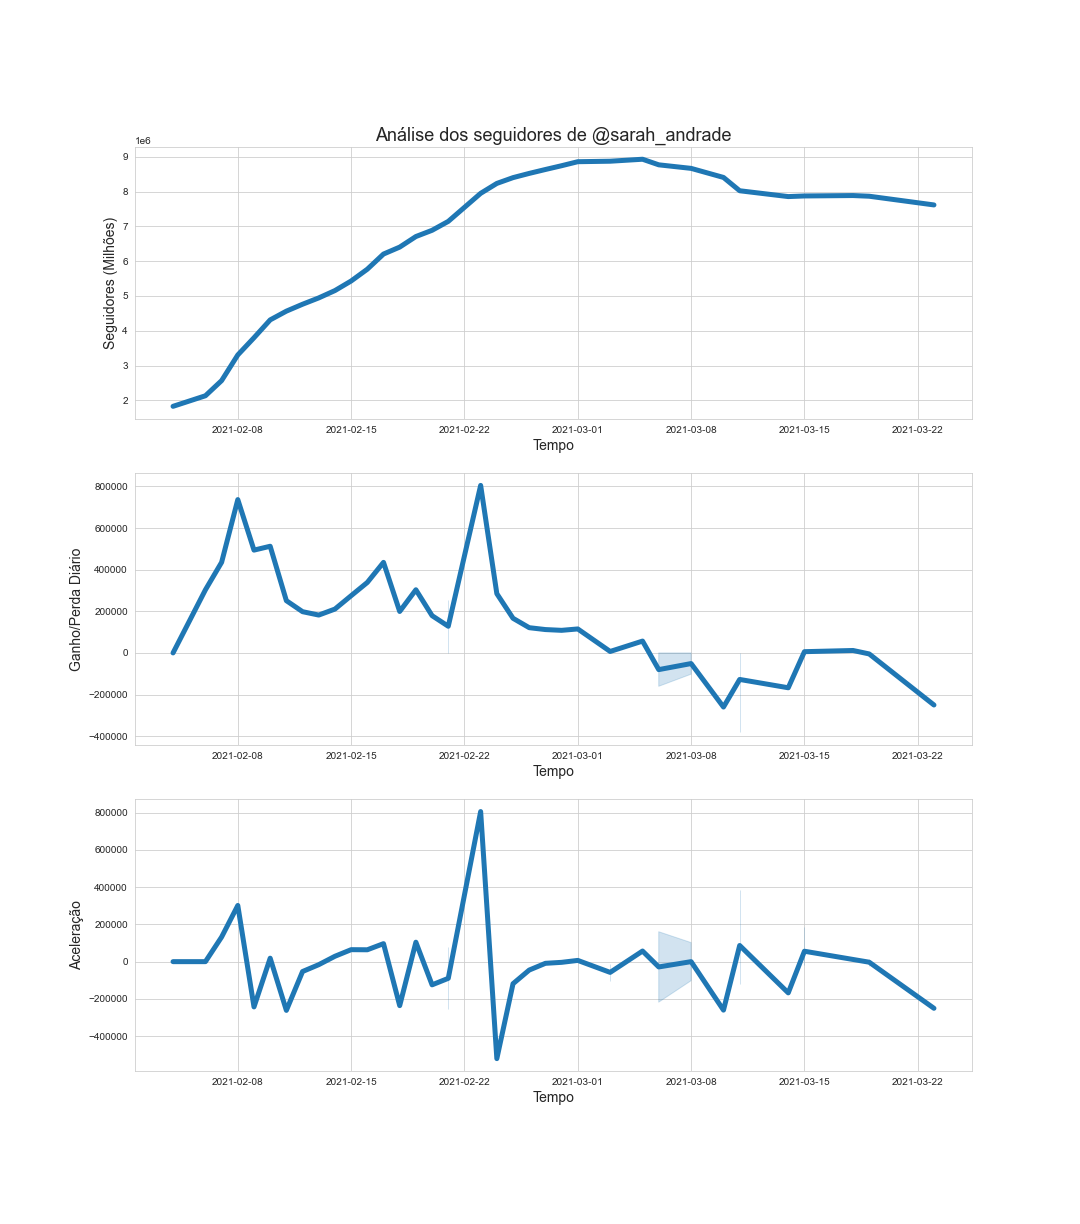 Análise dos seguidores de @sarah_andrade
1e6
9
8
7
6
5
4
3
2
Seguidores (Milhões)
2021-02-08 2021-02-15 2021-02-22 2021-03-01 2021-03-08 2021-03-15 2021-03-22
Tempo
800000
600000
400000
200000
0
−200000
−400000
Ganho/Perda Diário
2021-02-08 2021-02-15 2021-02-22 2021-03-01 2021-03-08 2021-03-15 2021-03-22
Tempo
800000
600000
400000
200000
0
−200000
−400000
Aceleração
2021-02-08 2021-02-15 2021-02-22 2021-03-01 2021-03-08 2021-03-15 2021-03-22
Tempo